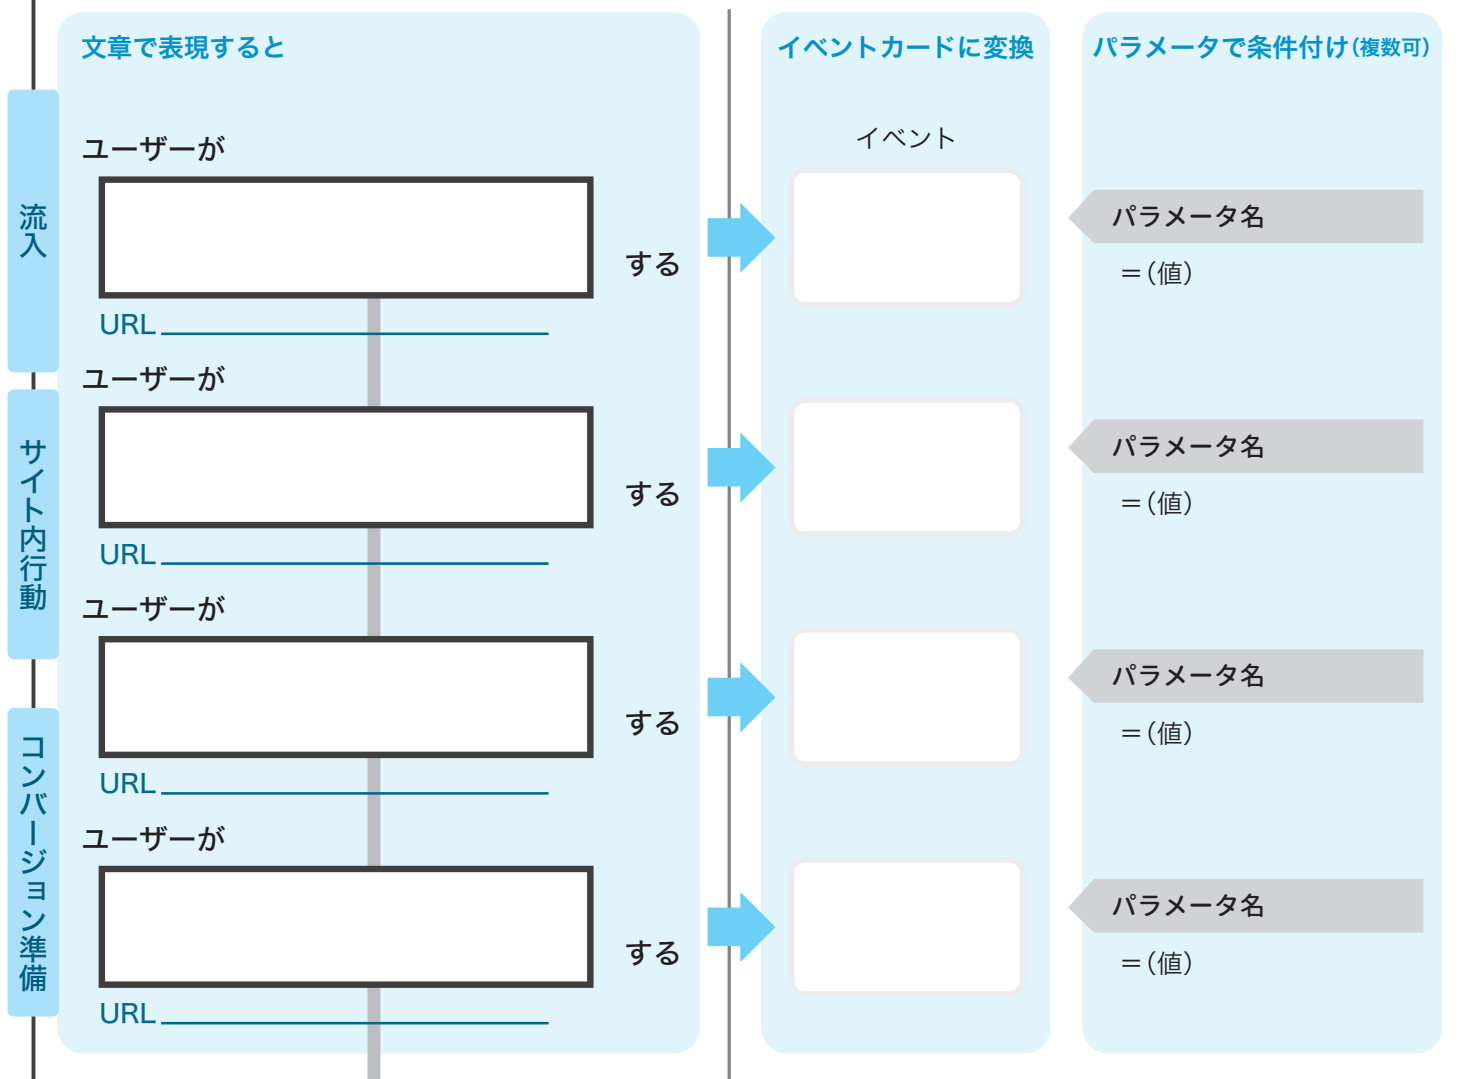 文章で表現すると
イベントカードに変換
パラメータで条件付け（複数可）
流入
ユーザーが
する
URL
イベント
パラメータ名
＝（値）
サイト内行動
ユーザーが
する
URL
パラメータ名
＝（値）
ユーザーが
する
URL
パラメータ名
＝（値）
コンバージョン準備
ユーザーが
する
URL
パラメータ名
＝（値）